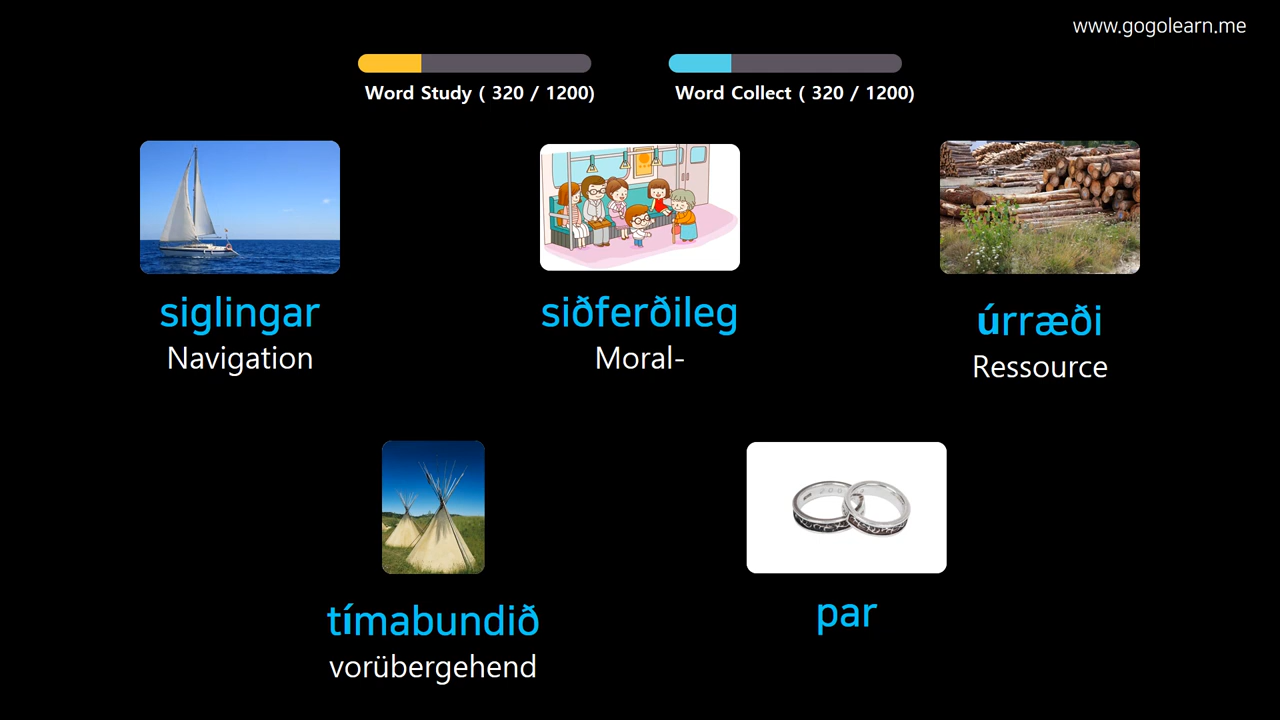 www.gogolearn.me
Word Study ( 320 / 1200)
Word Collect ( 320 / 1200)
siglingar
Navigation
siðferðileg
Moral-
úrræði
Ressource
tímabundið
vorübergehend
par